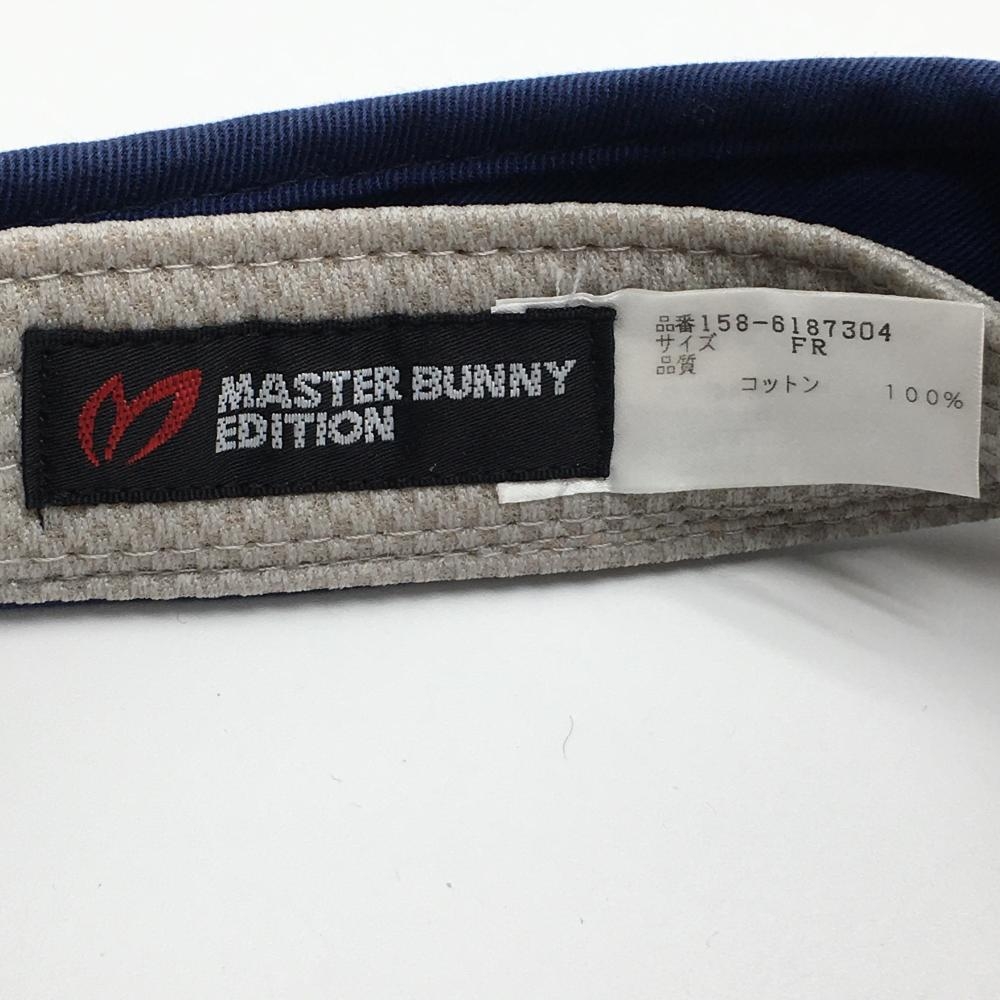 MASTER BUNNY
EDITION
品番158-6187304
サイズ FR
品質
コットン 100%